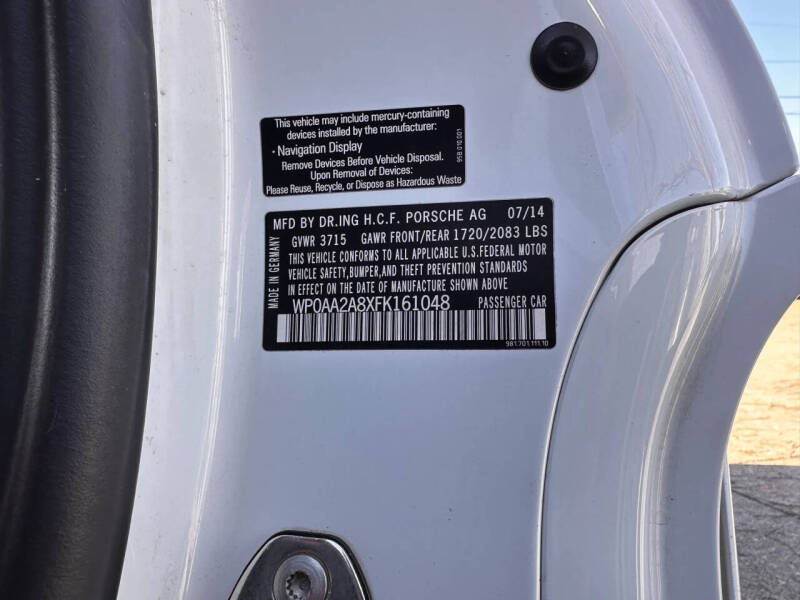 This vehicle may include mercury-containing
devices installed by the manufacturer:
• Navigation Display
Remove Devices Before Vehicle Disposal.
Upon Removal of Devices:
Please Reuse, Recycle, or Dispose as Hazardous Waste
95B.010.001
MFD BY DR.ING H.C.F. PORSCHE AG 07/14
GVWR 3715 GAWR FRONT/REAR 1720/2083 LBS
THIS VEHICLE CONFORMS TO ALL APPLICABLE U.S.FEDERAL MOTOR
VEHICLE SAFETY,BUMPER,AND THEFT PREVENTION STANDARDS
IN EFFECT ON THE DATE OF MANUFACTURE SHOWN ABOVE
WP0AA2A8XFK161048 PASSENGER CAR
MADE IN GERMANY
981.701.111.10